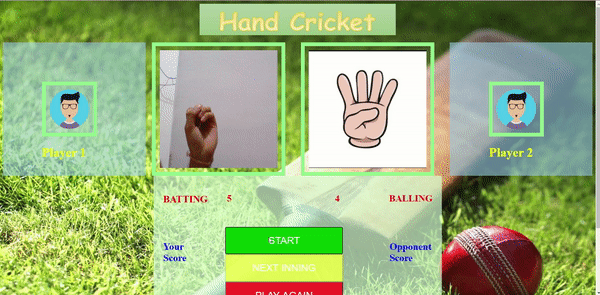 Hand Cricket
Player 1
Player 2
BATTING 5 4 BALLING
Your
Score
Opponent
Score
START
NEXT INNING
PLAY AGAIN